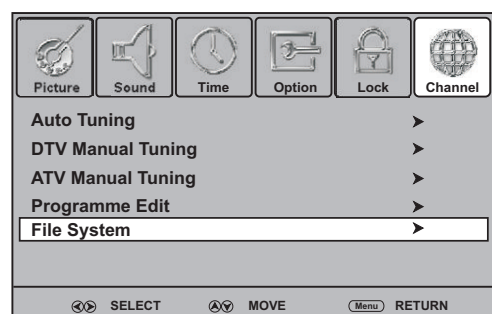 Picture Sound Time Option Lock Channel
Auto Tuning
DTV Manual Tuning
ATV Manual Tuning
Programme Edit
File System
SELECT MOVE Menu RETURN